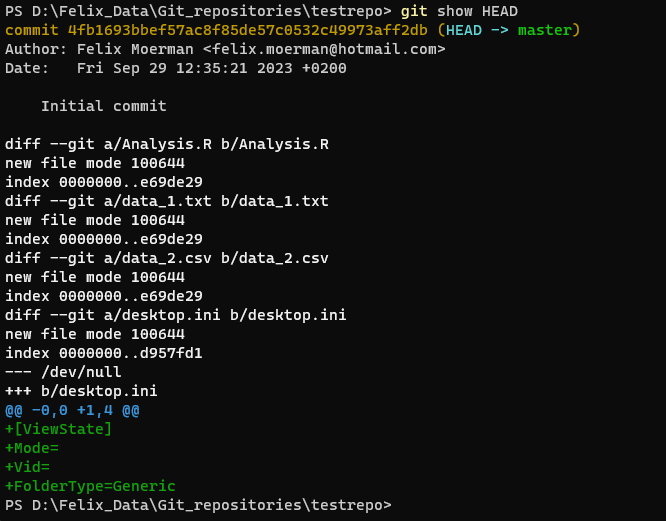 PS D:\Felix_Data\Git_repositories\testrepo> git show HEAD
commit 4fb1693bbef57ac8f85de57c0532c49973aff2db (HEAD -> master)
Author: Felix Moerman <felix.moerman@hotmail.com>
Date:   Fri Sep 29 12:35:21 2023 +0200

    Initial commit

diff --git a/Analysis.R b/Analysis.R
new file mode 100644
index 0000000..e69de29
diff --git a/data_1.txt b/data_1.txt
new file mode 100644
index 0000000..e69de29
diff --git a/data_2.csv b/data_2.csv
new file mode 100644
index 0000000..e69de29
diff --git a/desktop.ini b/desktop.ini
new file mode 100644
index 0000000..d957fd1
--- /dev/null
+++ b/desktop.ini
@@ -0,0 +1,4 @@
+[ViewState]
+Mode=
+Vid=
+FolderType=Generic
PS D:\Felix_Data\Git_repositories\testrepo>